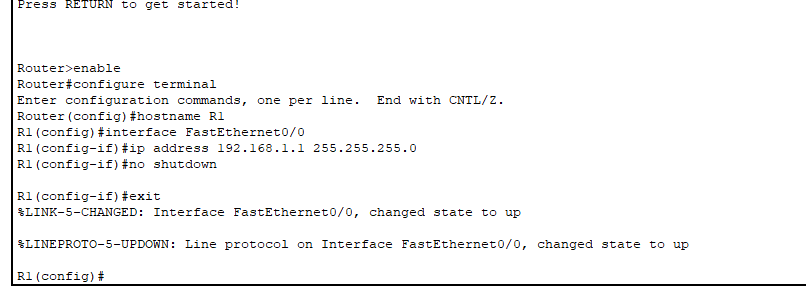 Press RETURN to get started!
Router>enable
Router#configure terminal
Enter configuration commands, one per line.  End with CNTL/Z.
Router(config)#hostname R1
R1(config)#interface FastEthernet0/0
R1(config-if)#ip address 192.168.1.1 255.255.255.0
R1(config-if)#no shutdown
R1(config-if)#exit
%LINK-5-CHANGED: Interface FastEthernet0/0, changed state to up
%LINEPROTO-5-UPDOWN: Line protocol on Interface FastEthernet0/0, changed state to up
R1(config)#